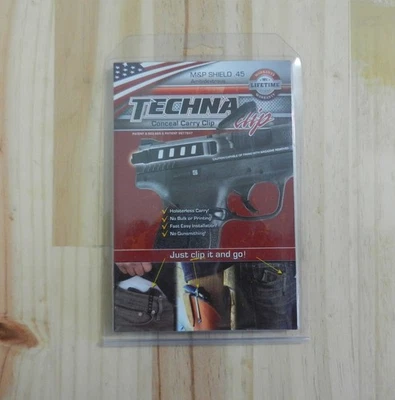 M&P SHIELD .45
Ambidextrous
LIFETIME
TECHNA
clip
Conceal Carry Clip
Holsterless Carry!
No Bulk or Printing!
Fast Easy Installation!
No Gunsmithing!
Just clip it and go!